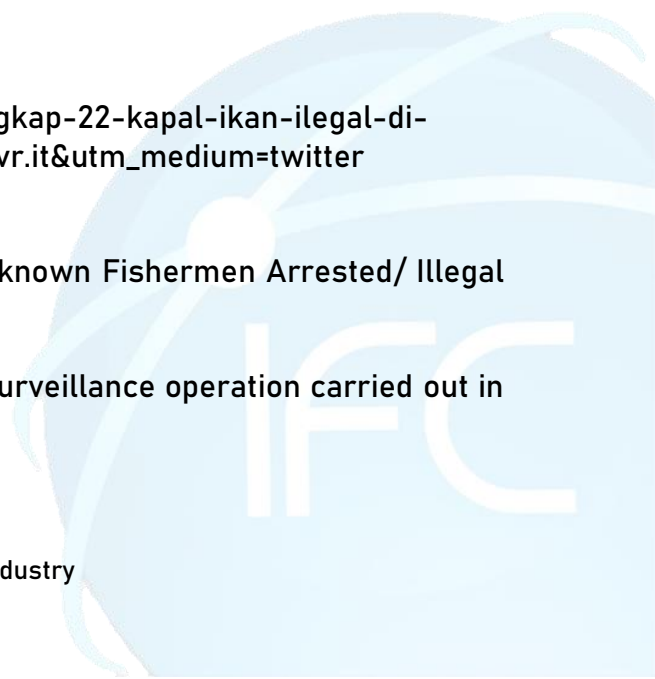 gkap-22-kapal-ikan-ilegal-di-
vr.it&utm_medium=twitter
known Fishermen Arrested/ Illegal
urveillance operation carried out in
IFC
dustry